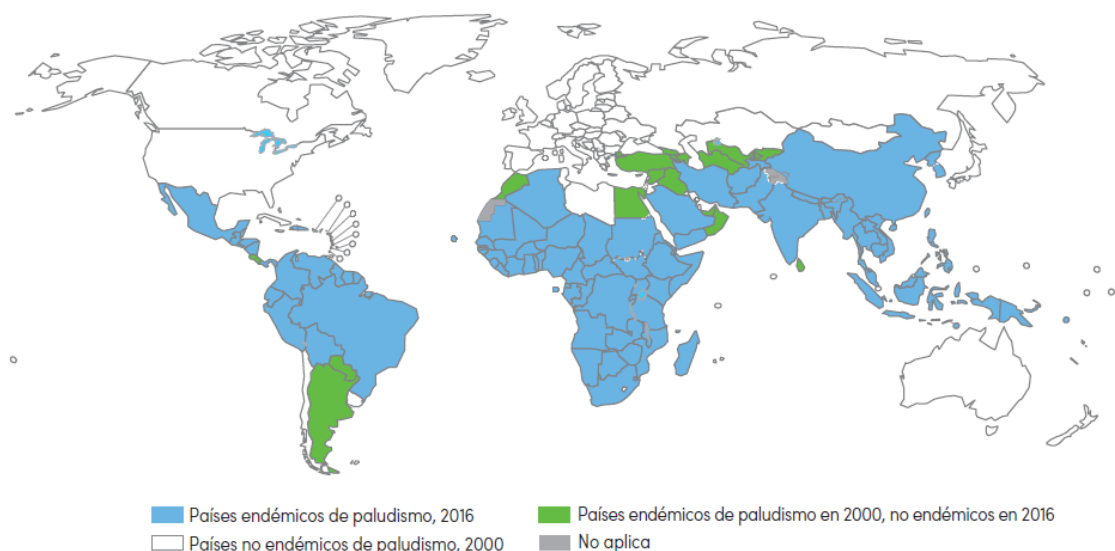 Países endémicos de paludismo, 2016
Países endémicos de paludismo en 2000, no endémicos en 2016
Países no endémicos de paludismo, 2000
No aplica